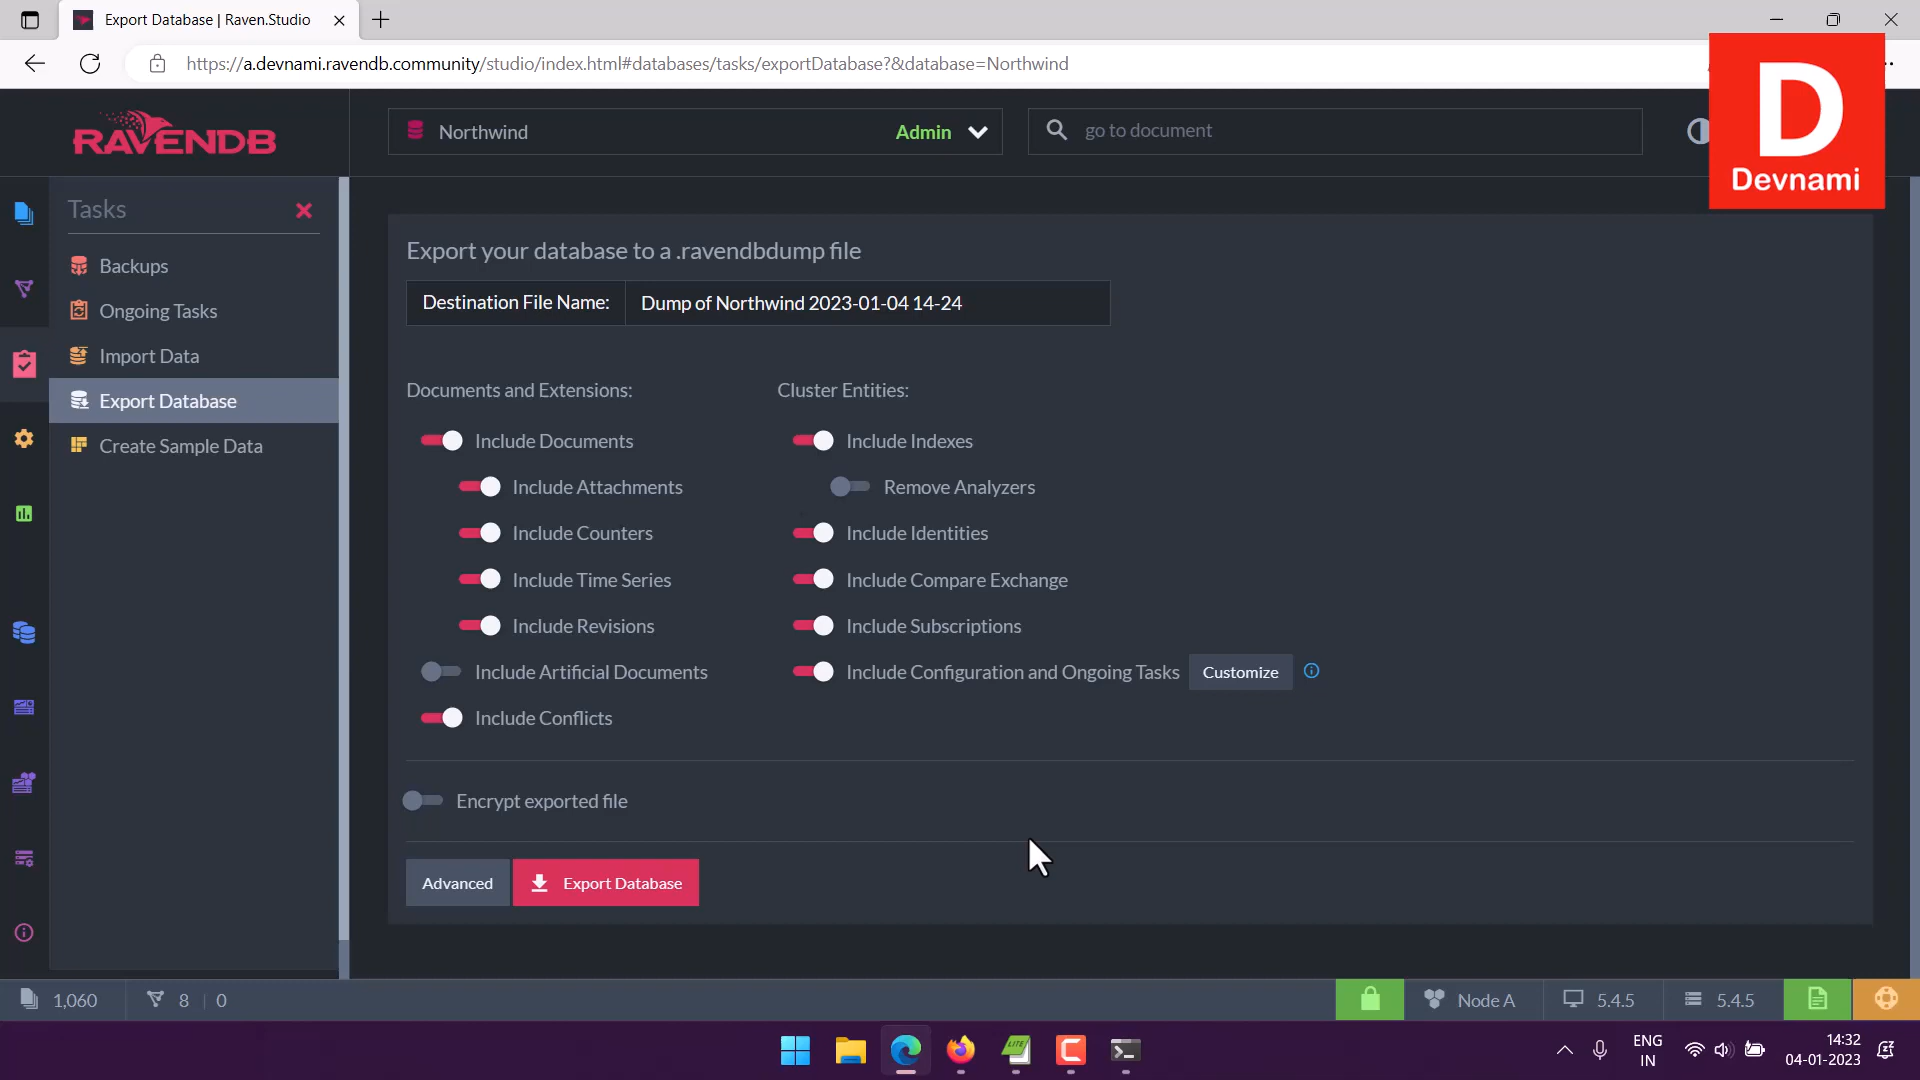 Export Database | Raven.Studio
https://a.devnami.ravendb.community/studio/index.html#databases/tasks/exportDatabase?&database=Northwind
D
Devnami
RAVENDB
Northwind
Admin
go to document
Tasks
Backups
Ongoing Tasks
Import Data
Export Database
Create Sample Data
Export your database to a .ravendbdump file
Destination File Name:
Dump of Northwind 2023-01-04 14-24
Documents and Extensions:
Cluster Entities:
Include Documents
Include Indexes
Include Attachments
Remove Analyzers
Include Counters
Include Identities
Include Time Series
Include Compare Exchange
Include Revisions
Include Subscriptions
Include Artificial Documents
Include Configuration and Ongoing Tasks
Customize
Include Conflicts
Encrypt exported file
Advanced
Export Database
1,060
8 | 0
Node A
5.4.5
5.4.5
LITE
ENG
IN
14:32
04-01-2023